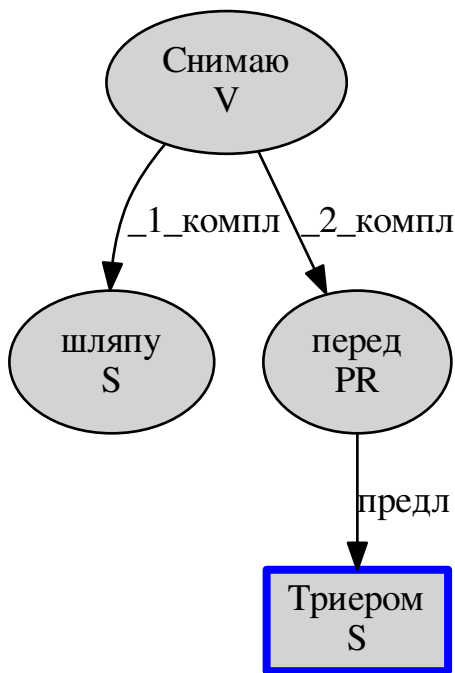 Снимаю
V
_1_компл
_2_компл
шляпу
S
перед
PR
предл
Триером
S